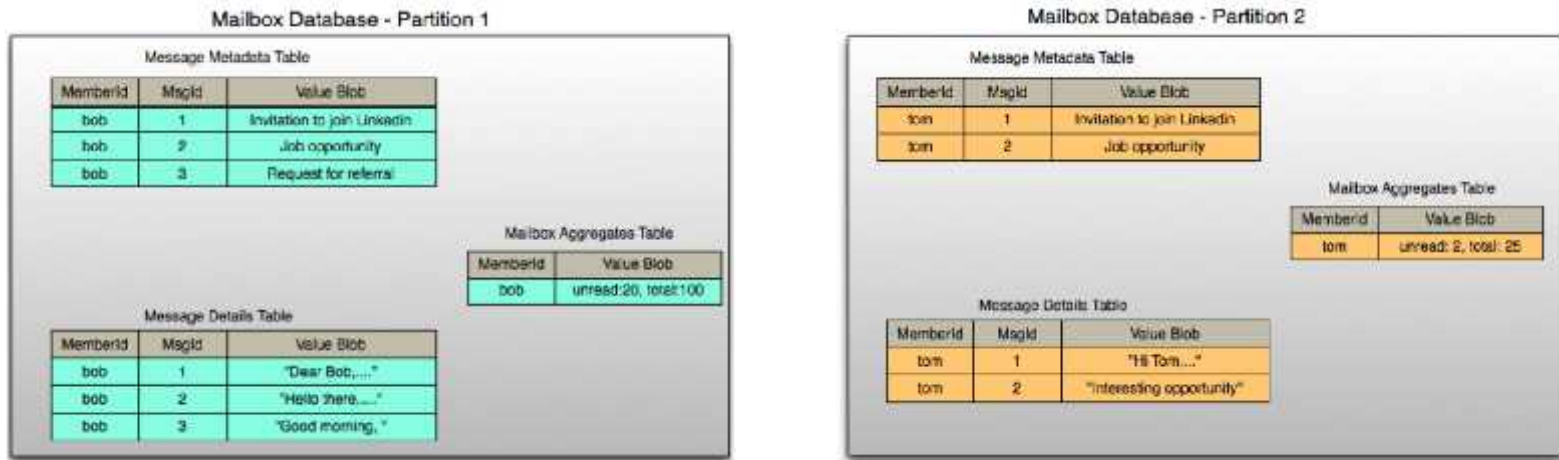 Mailbox Database - Partition 1
Message Metadata Table
MemberId MsgId Value Blob
bob 1 Invitation to join Linkedin
bob 2 Job opportunity
bob 3 Request for referral
Mailbox Aggregates Table
MemberId Value Blob
bob unread:20, total:100
Message Details Table
MemberId MsgId Value Blob
bob 1 "Dear Bob,...."
bob 2 "Hello there....."
bob 3 "Good morning, "
Mailbox Database - Partition 2
Message Metadata Table
MemberId MsgId Value Blob
tom 1 Invitation to join Linkedin
tom 2 Job opportunity
Mailbox Aggregates Table
MemberId Value Blob
tom unread: 2, total: 25
Message Details Table
MemberId MsgId Value Blob
tom 1 "Hi Tom...."
tom 2 "Interesting opportunity"